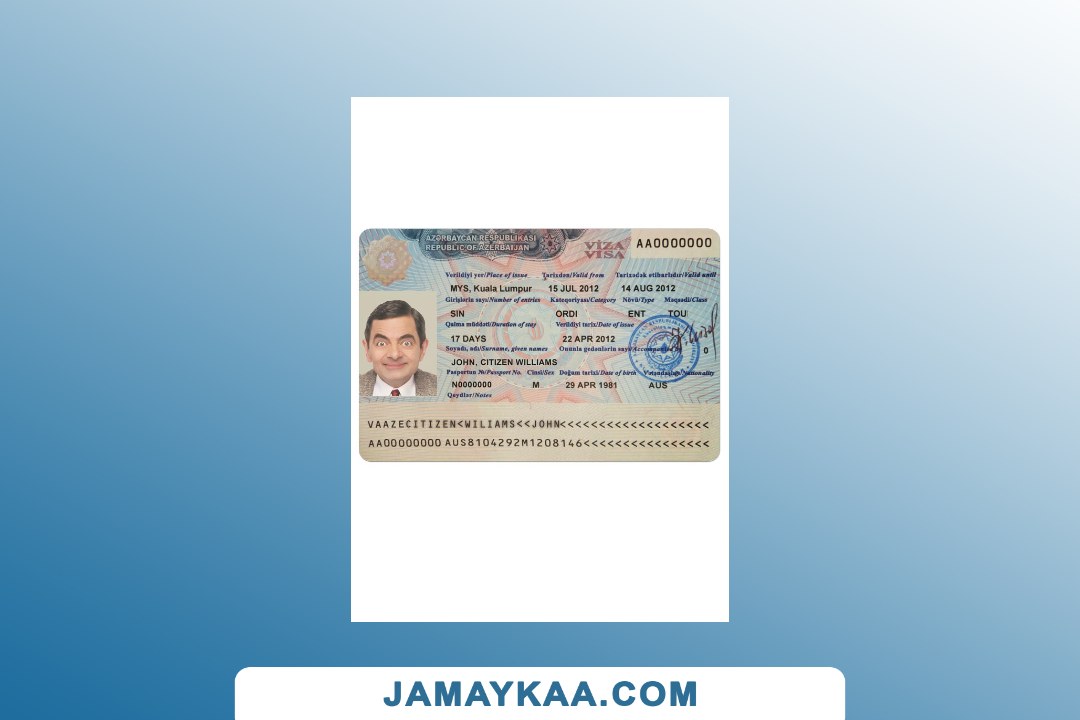 AZƏRBAYCAN RESPUBLİKASI
REPUBLIC OF AZERBAIJAN
VİZA
VISA
AA0000000
Verildiyi yer/Place of issue Tarixdən/Valid from Tarixədək etibarlıdır/Valid until
MYS, Kuala Lumpur 15 JUL 2012 14 AUG 2012
Girişlərin sayı/Number of entries Kateqoriyası/Category Növü/Type Məqsədi/Class
SIN ORDI ENT TOU
Qalma müddəti/Duration of stay Verildiyi tarix/Date of issue
17 DAYS 22 APR 2012
Soyadı, adı/Surname, given names Onunla gedənlərin sayı/
0
JOHN, CITIZEN WILLIAMS
Pasportun №/Passport No. Cinsi/Sex Doğum tarixi/Date of birth Vətəndaşlığı/Nationality
N0000000 M 29 APR 1981 AUS
Qeydlər/Notes
VAAZECITIZEN<WILIAMS<<JOHN<<<<<<<<<<<<<<<<<<<<
AA00000000AUS8104292M1208146<<<<<<<<<<<<<<<<
JAMAYKAA.COM